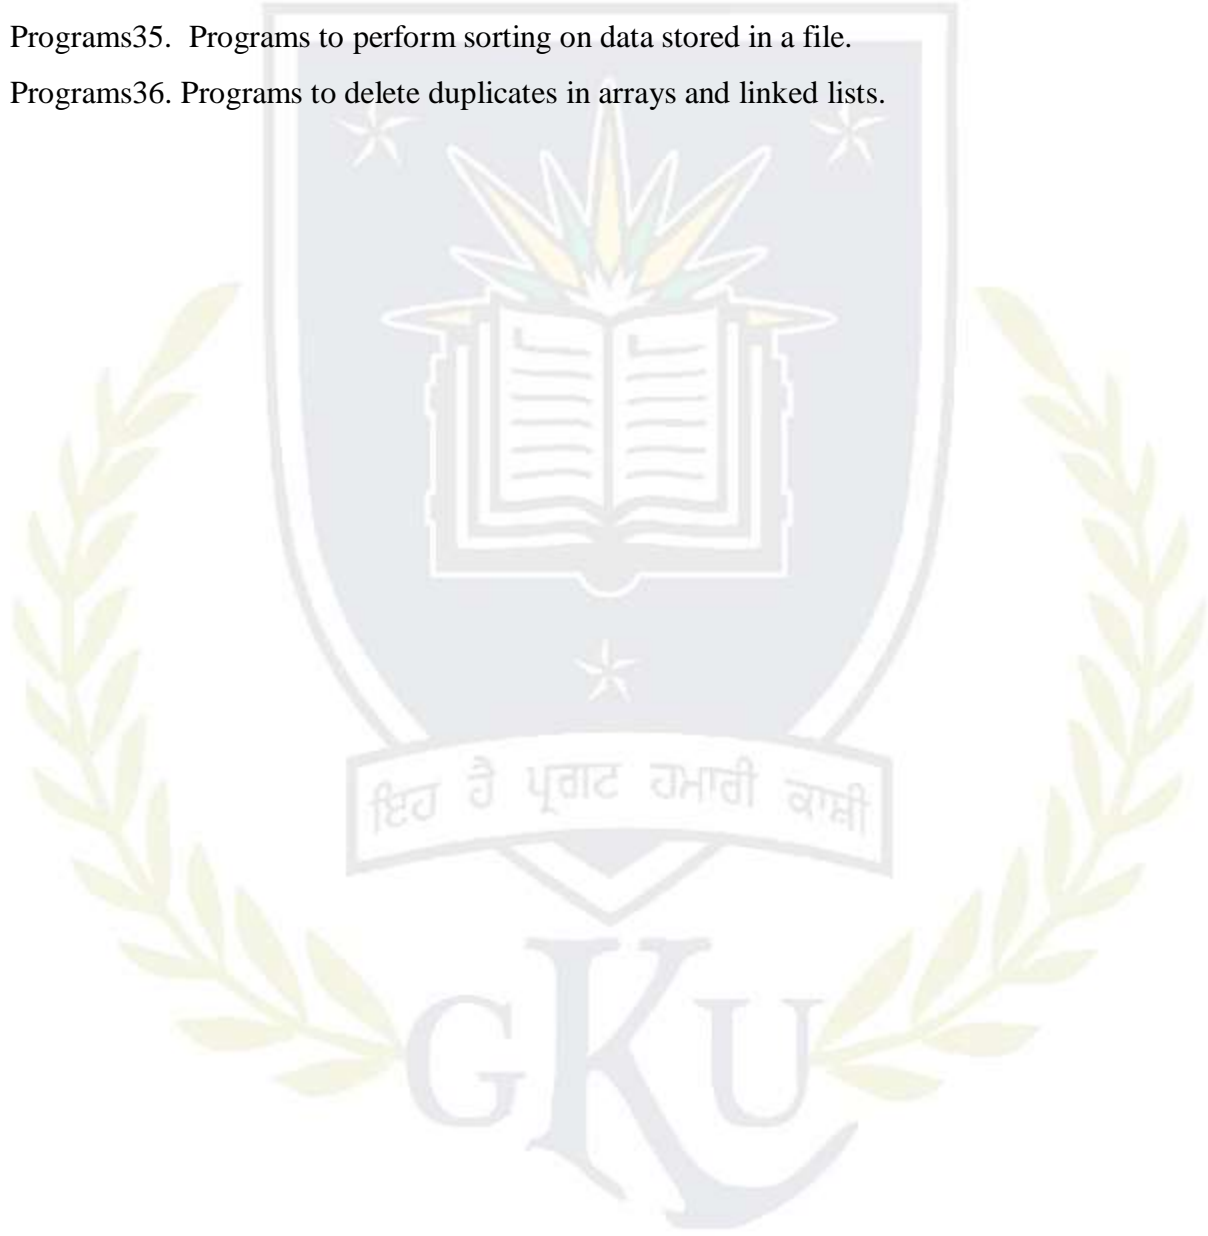 Programs35.  Programs to perform sorting on data stored in a file.
Programs36. Programs to delete duplicates in arrays and linked lists.
ਇਹ ਹੈ ਪ੍ਰਗਟ ਹਮਾਰੀ ਕਾਸ਼ੀ
GKU